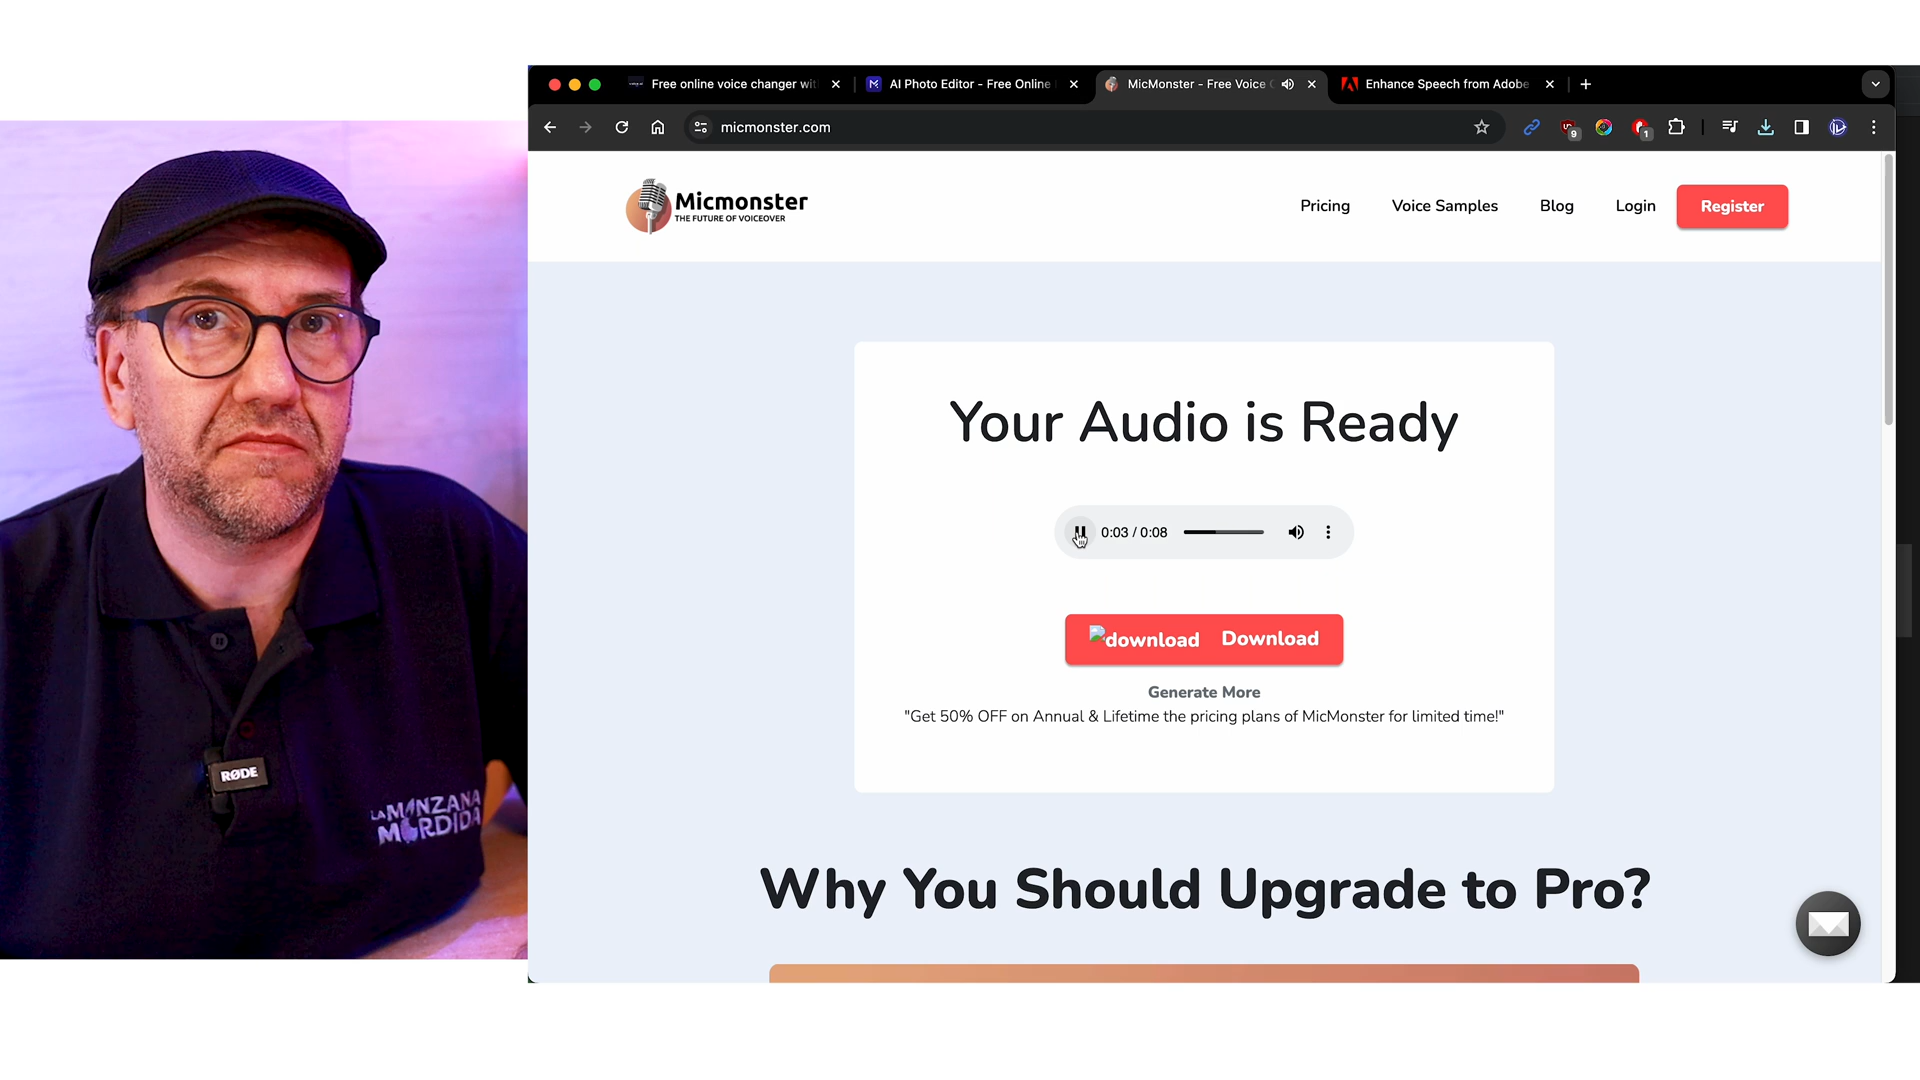 Free online voice changer wit
AI Photo Editor - Free Online
MicMonster - Free Voice
Enhance Speech from Adobe
micmonster.com
9
1
Micmonster
THE FUTURE OF VOICEOVER
Pricing
Voice Samples
Blog
Login
Register
Your Audio is Ready
0:03 / 0:08
download Download
Generate More
"Get 50% OFF on Annual & Lifetime the pricing plans of MicMonster for limited time!"
Why You Should Upgrade to Pro?
RØDE
LA MANZANA
MORDIDA